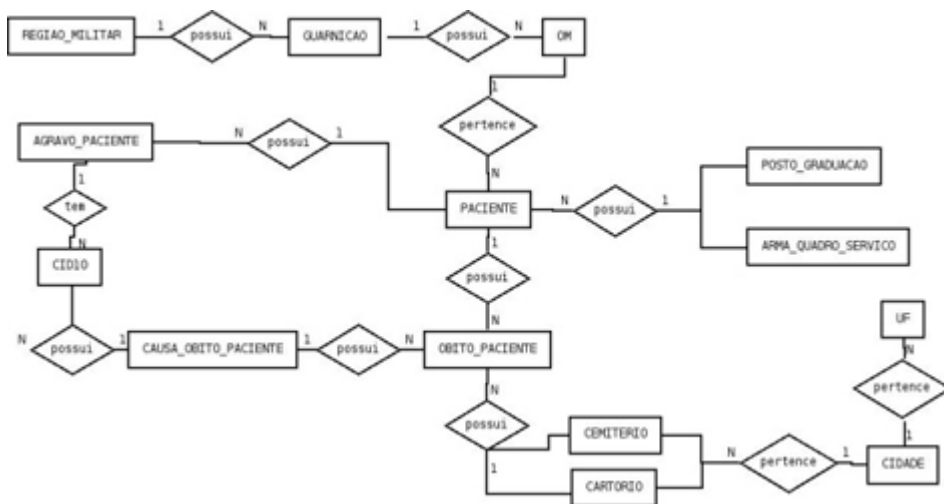 REGIAO_MILITAR
1
possui
N
GUARNICAO
1
possui
N
OM
1
pertence
N
AGRAVO_PACIENTE
N
possui
1
1
tem
N
CID10
PACIENTE
N
possui
1
POSTO_GRADUACAO
ARMA_QUADRO_SERVICO
1
possui
N
N
possui
1
CAUSA_OBITO_PACIENTE
1
possui
N
OBITO_PACIENTE
N
possui
1
CEMITERIO
CARTORIO
N
pertence
1
CIDADE
1
pertence
N
UF